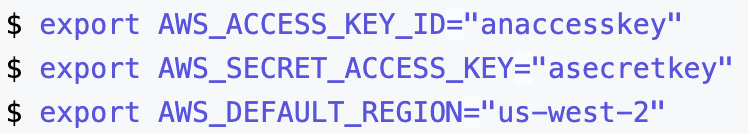 $ export AWS_ACCESS_KEY_ID="anaccesskey"
$ export AWS_SECRET_ACCESS_KEY="asecretkey"
$ export AWS_DEFAULT_REGION="us-west-2"